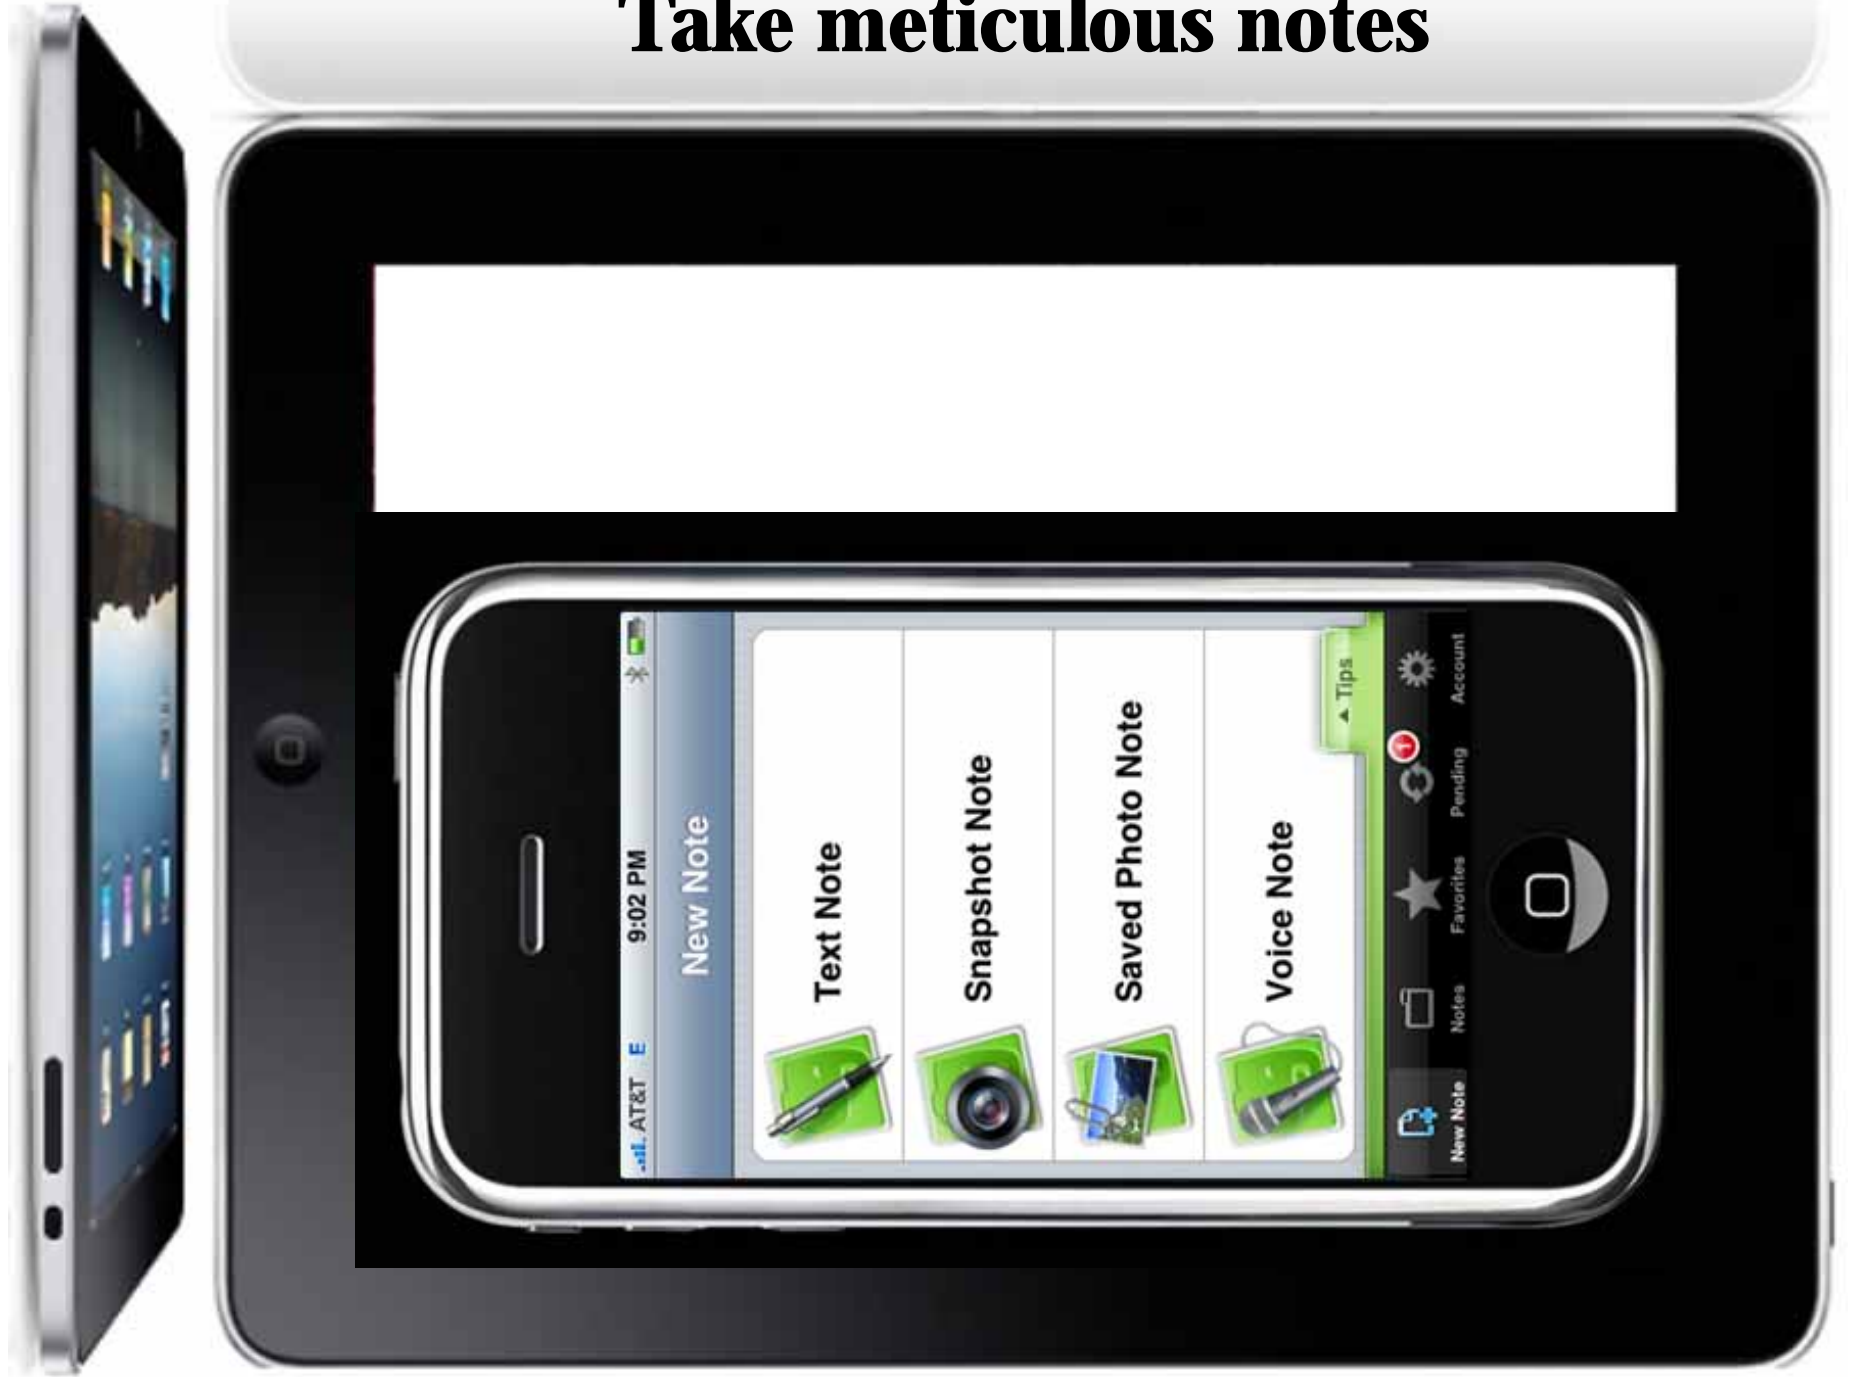 Take meticulous notes
AT&T E 9:02 PM
New Note
Text Note
Snapshot Note
Saved Photo Note
Voice Note
▲ Tips
1
New Note Notes Favorites Pending Account